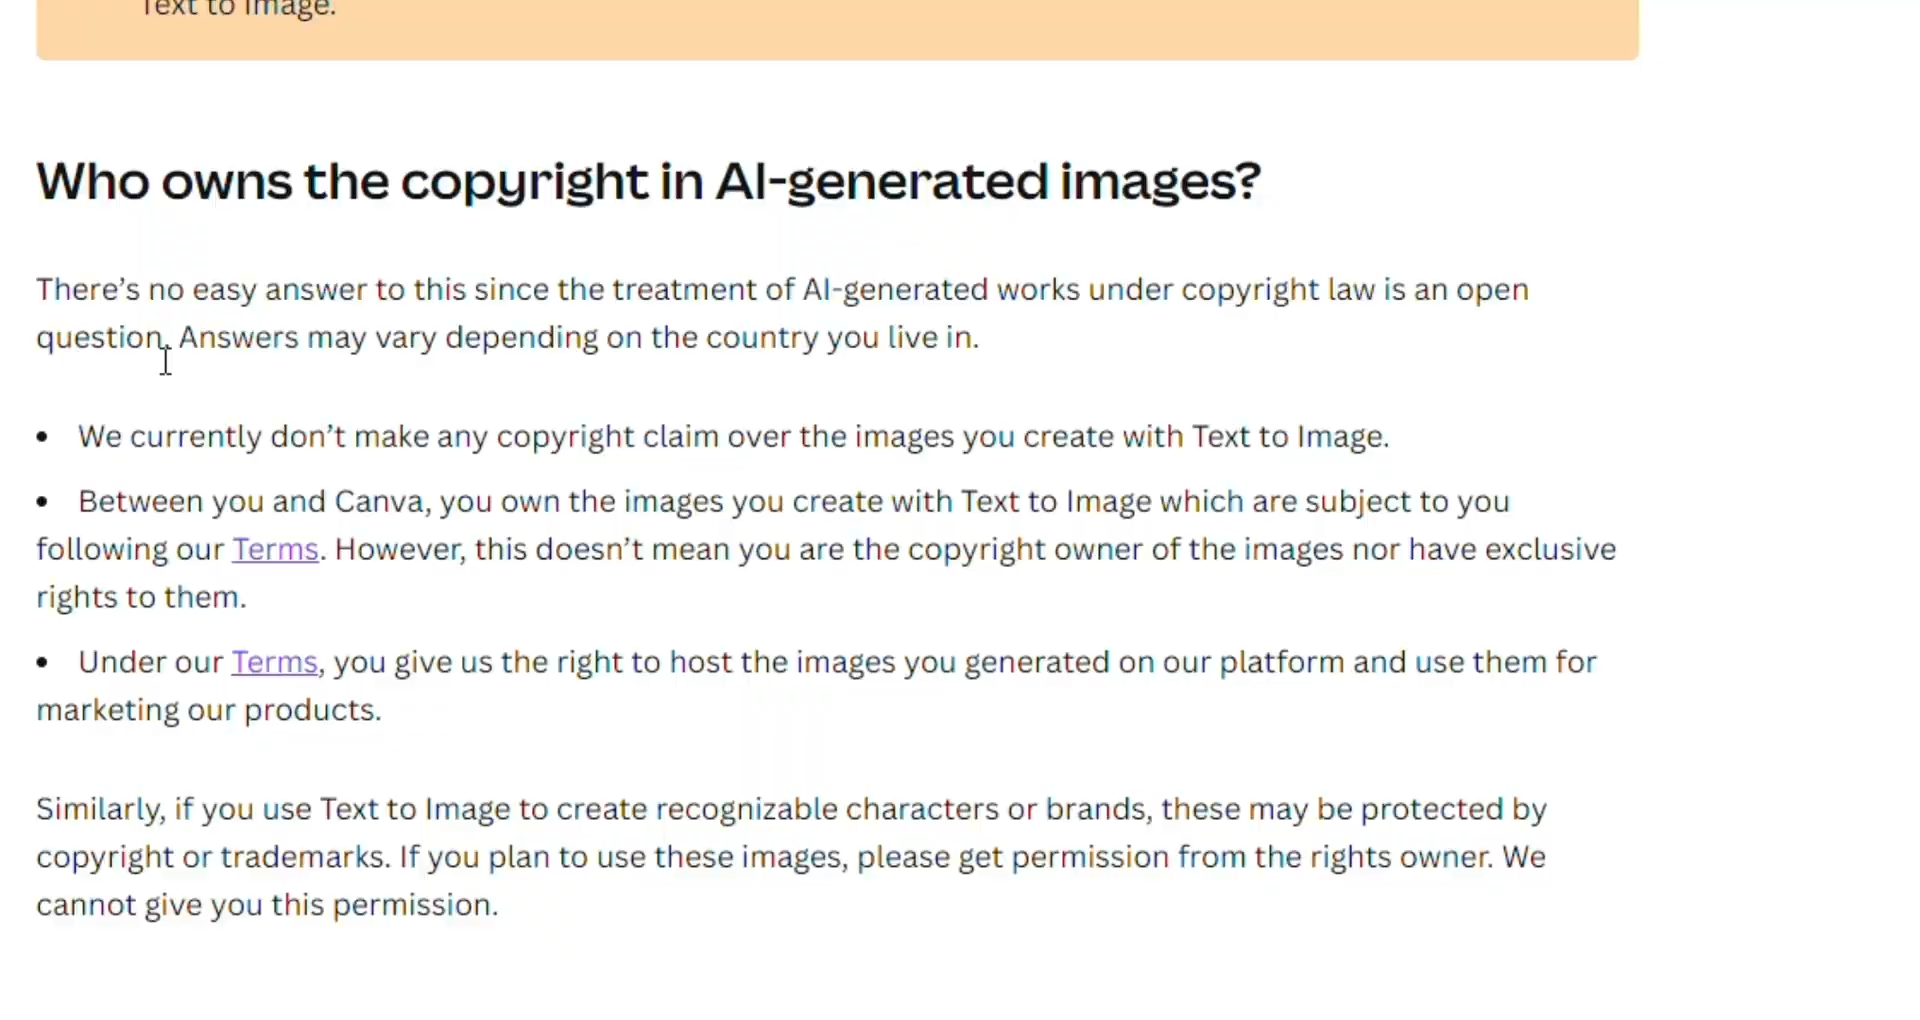 Text to Image.
Who owns the copyright in AI-generated images?
There’s no easy answer to this since the treatment of AI-generated works under copyright law is an open
question. Answers may vary depending on the country you live in.
• We currently don’t make any copyright claim over the images you create with Text to Image.
• Between you and Canva, you own the images you create with Text to Image which are subject to you
following our Terms. However, this doesn’t mean you are the copyright owner of the images nor have exclusive
rights to them.
• Under our Terms, you give us the right to host the images you generated on our platform and use them for
marketing our products.
Similarly, if you use Text to Image to create recognizable characters or brands, these may be protected by
copyright or trademarks. If you plan to use these images, please get permission from the rights owner. We
cannot give you this permission.